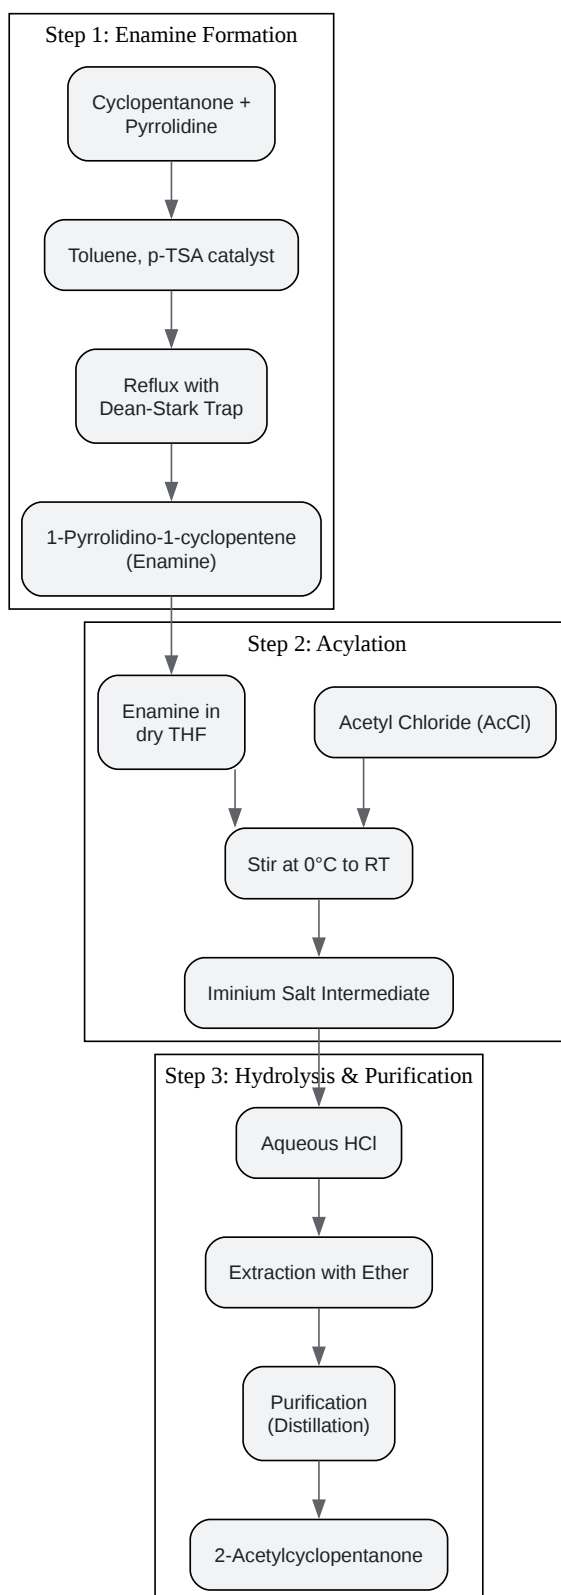 Step 1: Enamine Formation
Cyclopentanone +
Pyrrolidine
Toluene, p-TSA catalyst
Reflux with
Dean-Stark Trap
1-Pyrrolidino-1-cyclopentene
(Enamine)
Step 2: Acylation
Enamine in
dry THF
Acetyl Chloride (AcCl)
Stir at 0°C to RT
Iminium Salt Intermediate
Step 3: Hydrolysis & Purification
Aqueous HCl
Extraction with Ether
Purification
(Distillation)
2-Acetylcyclopentanone